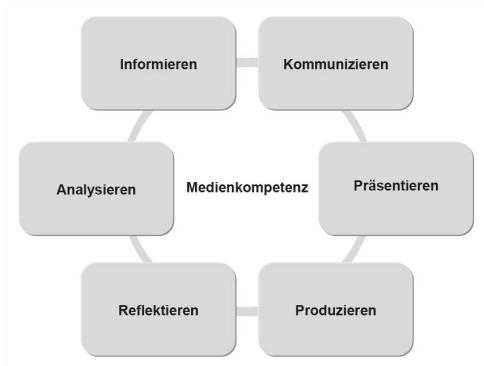 Informieren
Kommunizieren
Analysieren
Medienkompetenz
Präsentieren
Reflektieren
Produzieren